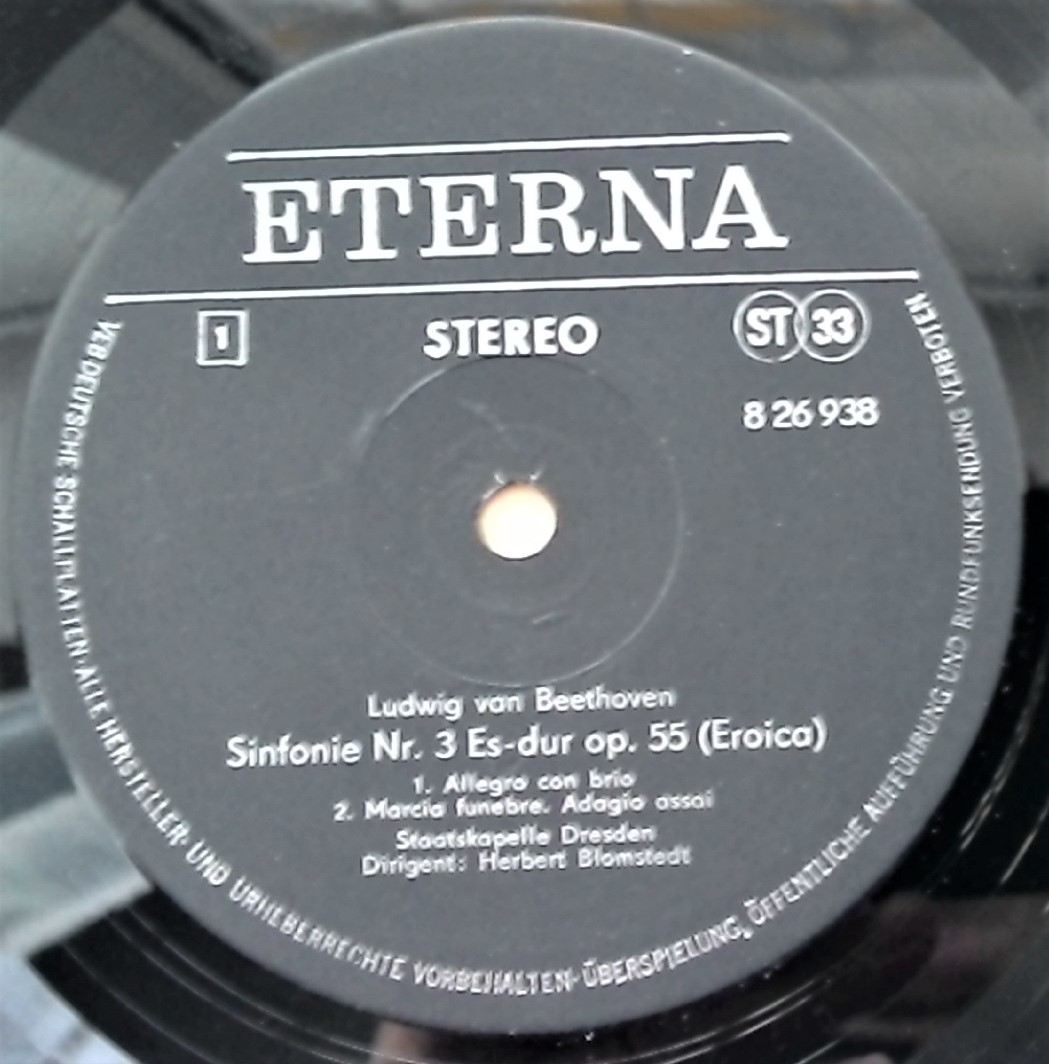 ETERNA
1
STEREO
ST 33
8 26 938
Ludwig van Beethoven
Sinfonie Nr. 3 Es-dur op. 55 (Eroica)
1. Allegro con brio
2. Marcia funebre. Adagio assai
Staatskapelle Dresden
Dirigent: Herbert Blomstedt
VEB DEUTSCHE SCHALLPLATTEN · ALLE HERSTELLER- UND URHEBERRECHTE VORBEHALTEN · ÜBERSPIELUNG, ÖFFENTLICHE AUFFÜHRUNG UND RUNDFUNKSENDUNG VERBOTEN